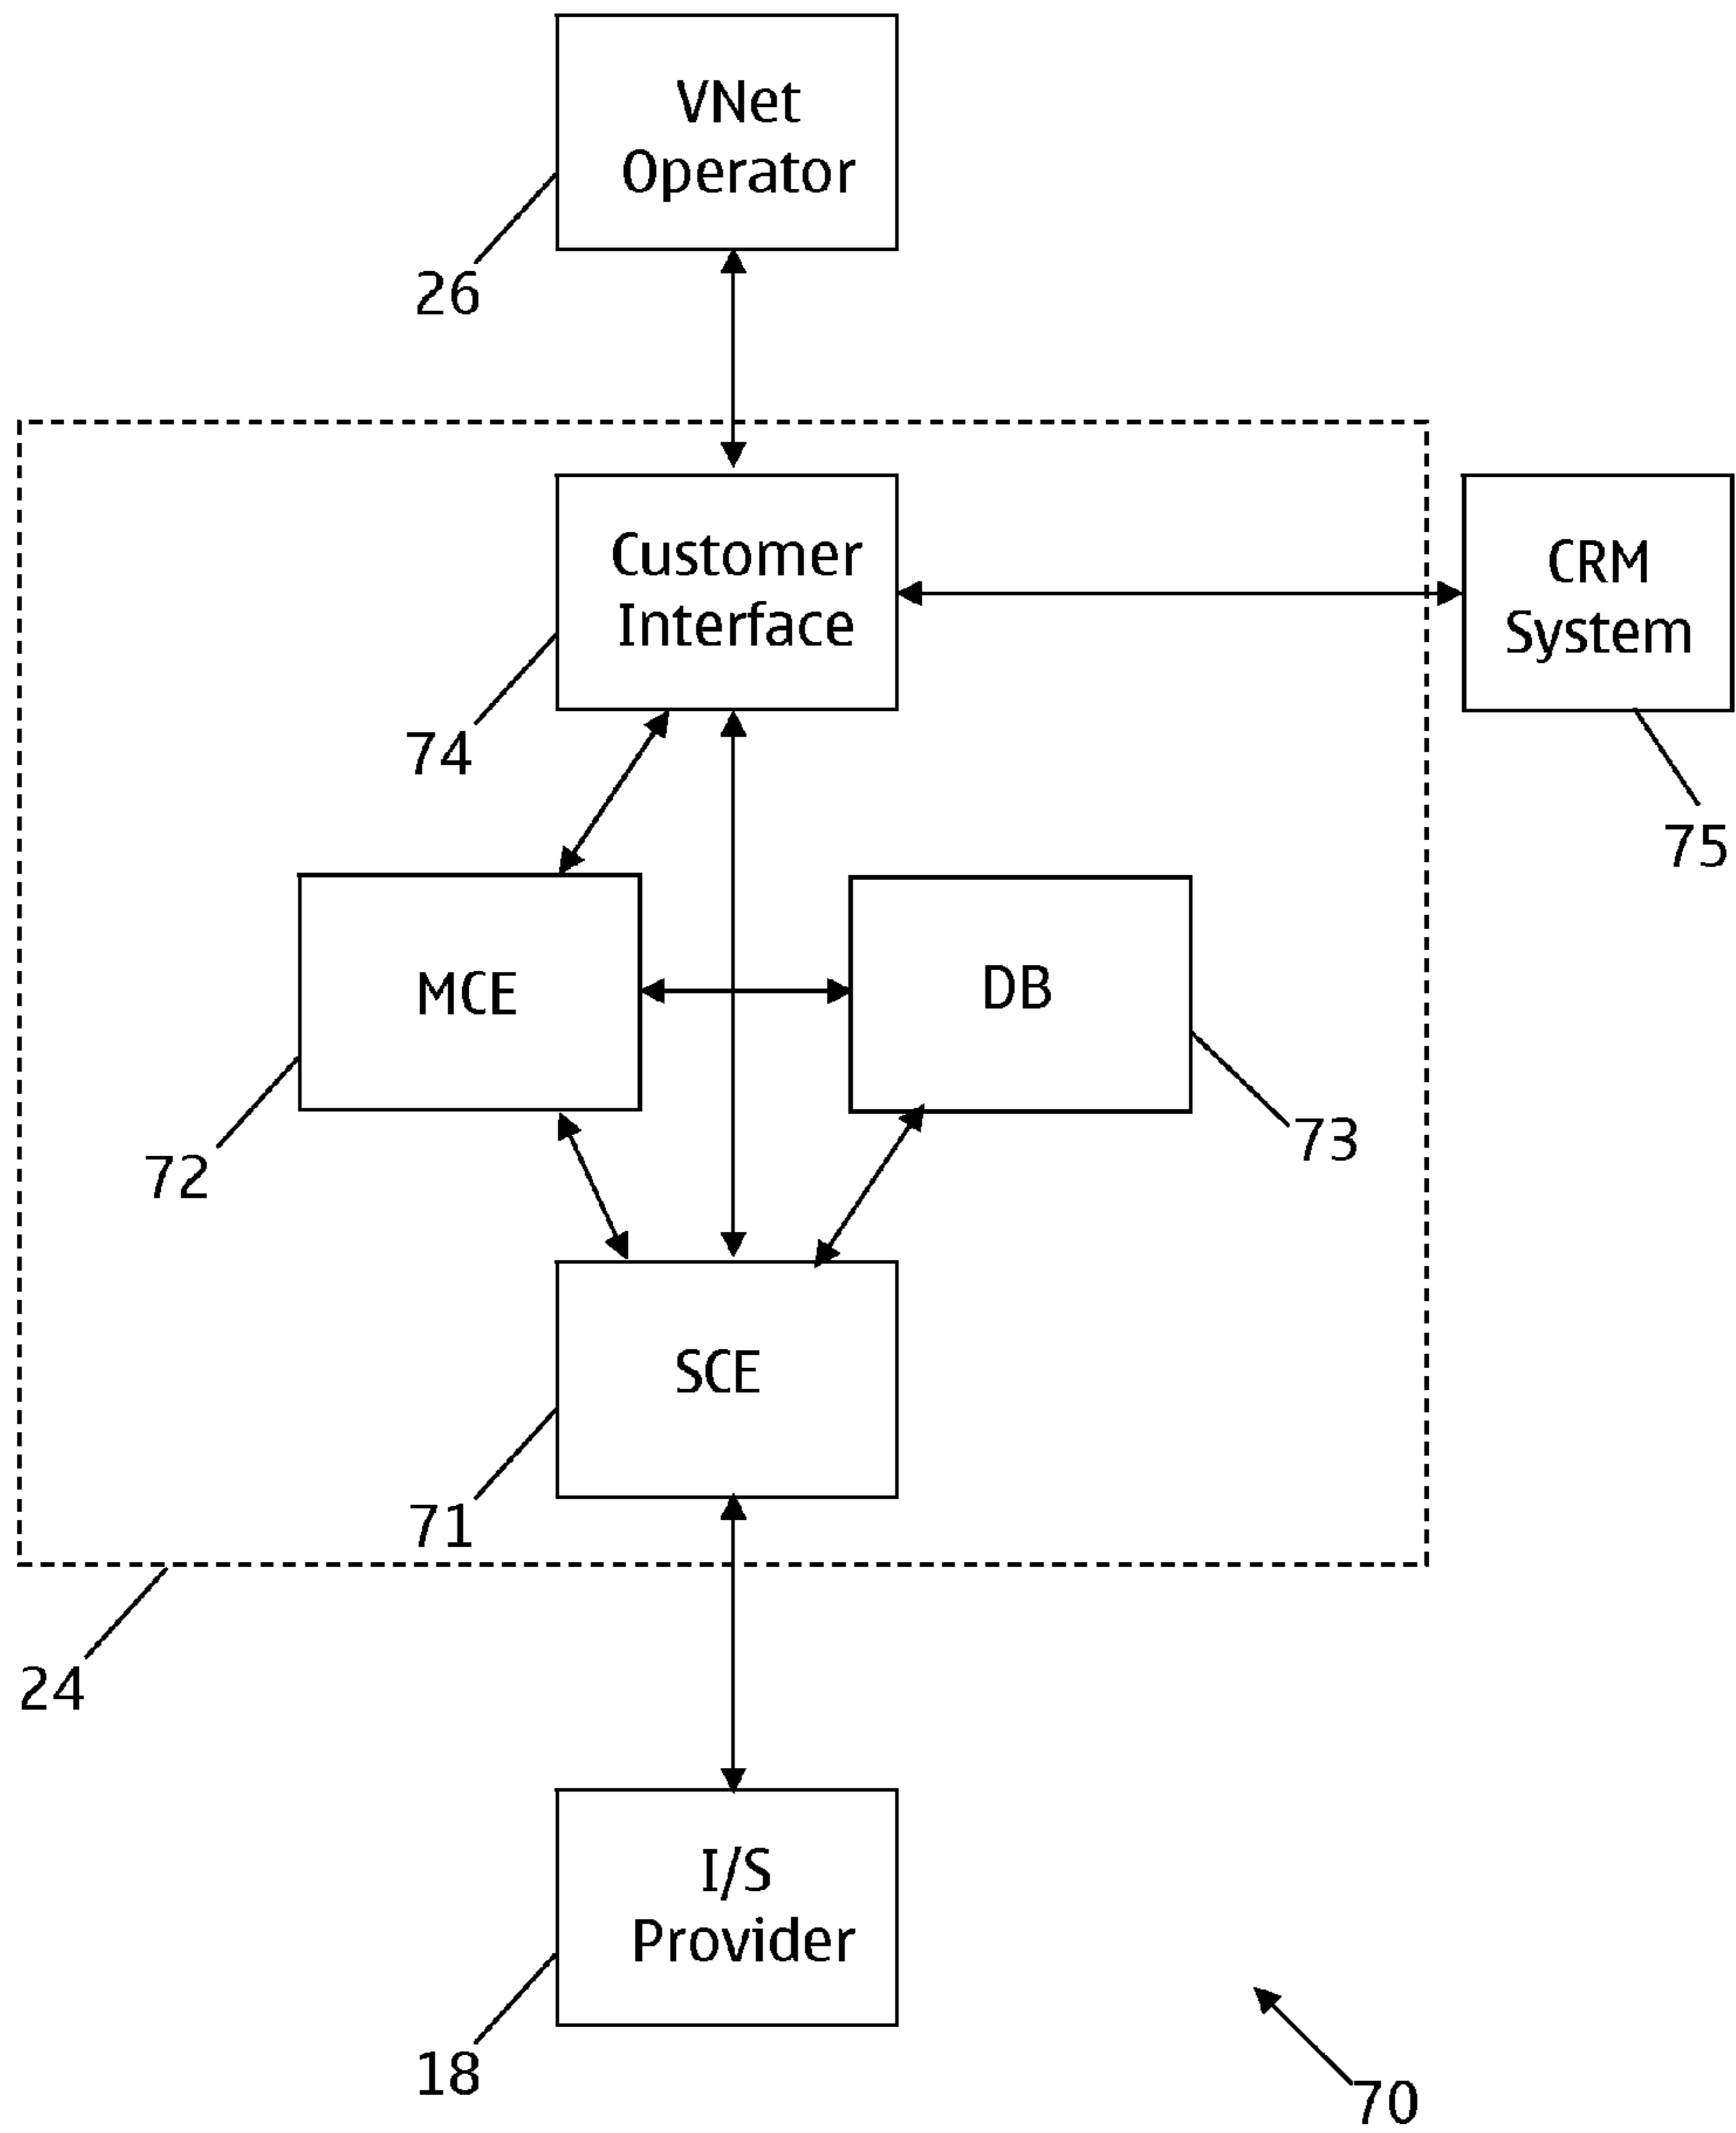 VNet
Operator
26
Customer
Interface
CRM
System
74
75
MCE
DB
72
73
SCE
71
24
I/S
Provider
18
70